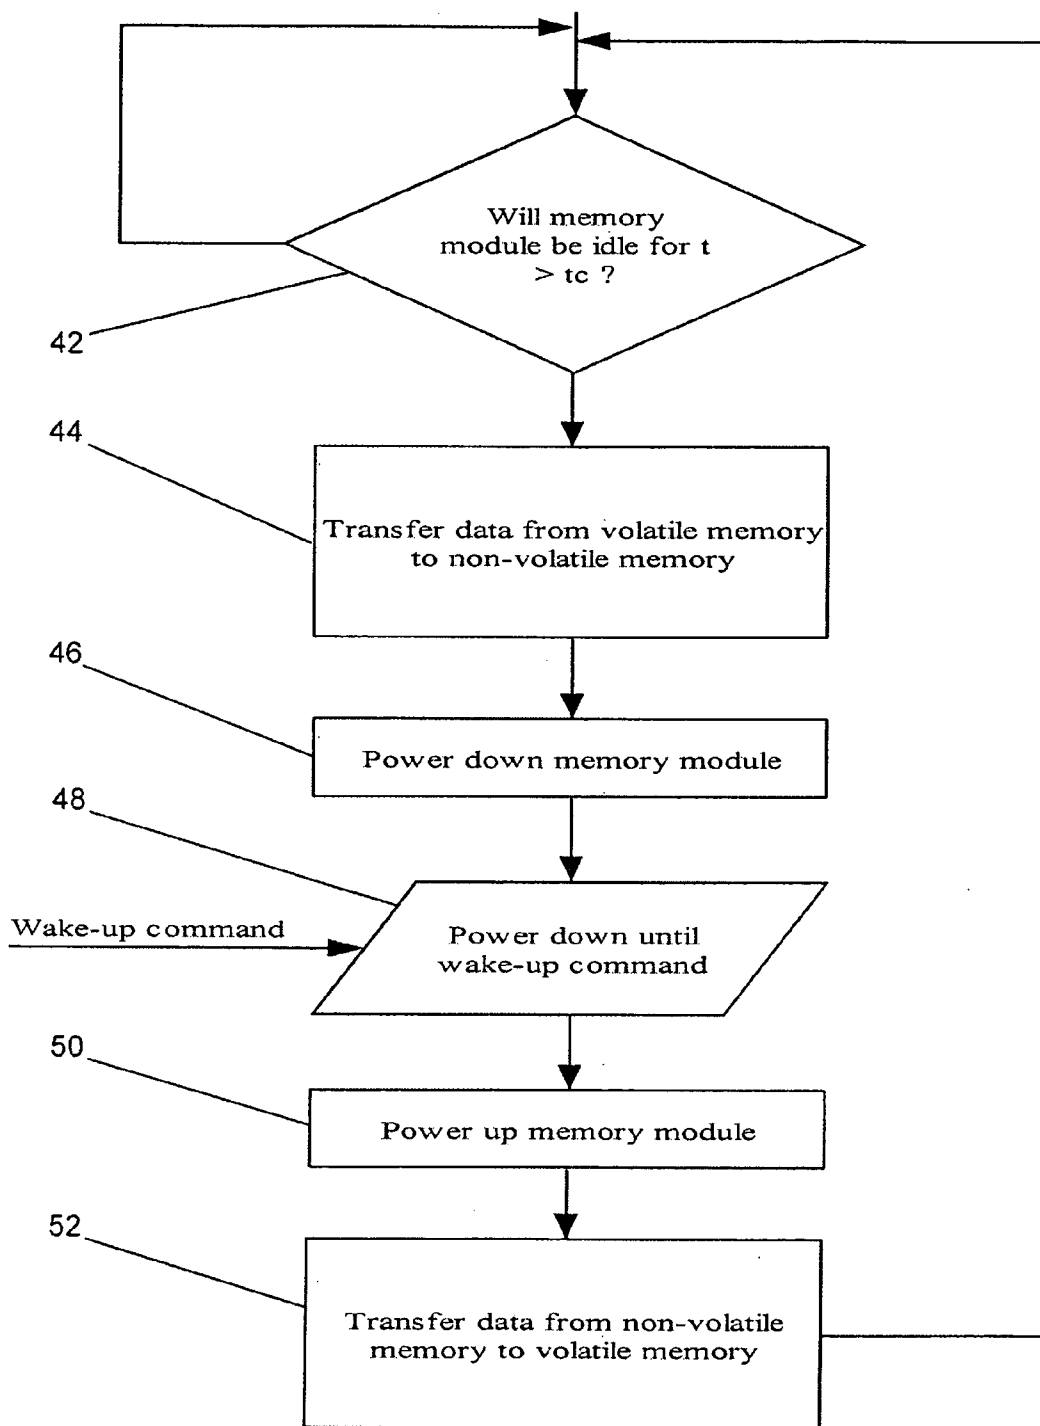 Will memory
module be idle for t
> tc ?
42
44
Transfer data from volatile memory
to non-volatile memory
46
Power down memory module
48
Wake-up command
Power down until
wake-up command
50
Power up memory module
52
Transfer data from non-volatile
memory to volatile memory